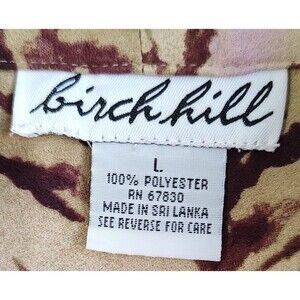 birch hill
L
100% POLYESTER
RN 67830
MADE IN SRI LANKA
SEE REVERSE FOR CARE